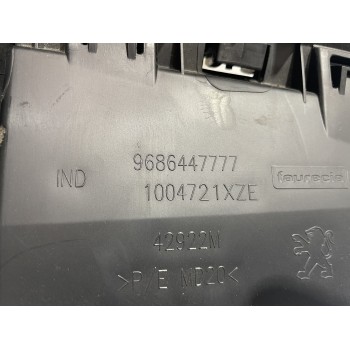 9686447777
IND
1004721XZE
faurecia
42922M
>P/E MD20<